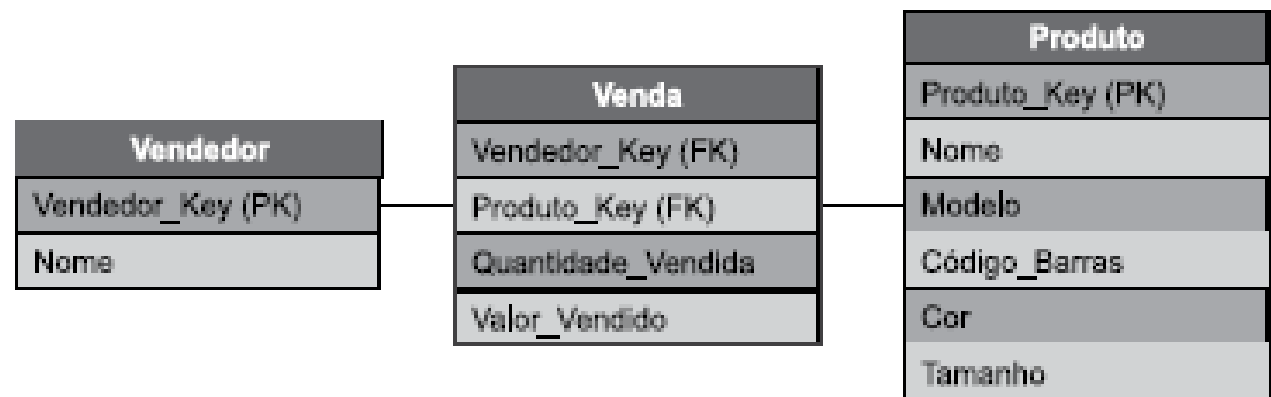 Vendedor
Vendedor_Key (PK)
Nome
Venda
Vendedor_Key (FK)
Produto_Key (FK)
Quantidade_Vendida
Valor_Vendido
Produto
Produto_Key (PK)
Nome
Modelo
Código_Barras
Cor
Tamanho